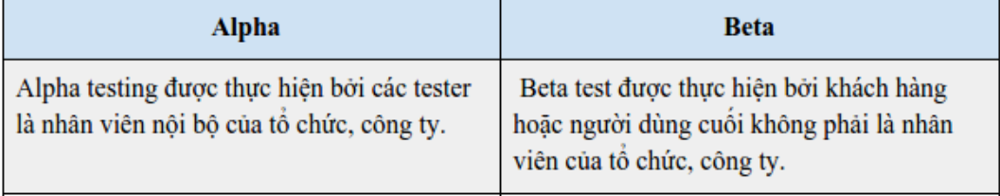 Alpha
Beta
Alpha testing được thực hiện bởi các tester
là nhân viên nội bộ của tổ chức, công ty.
Beta test được thực hiện bởi khách hàng
hoặc người dùng cuối không phải là nhân
viên của tổ chức, công ty.